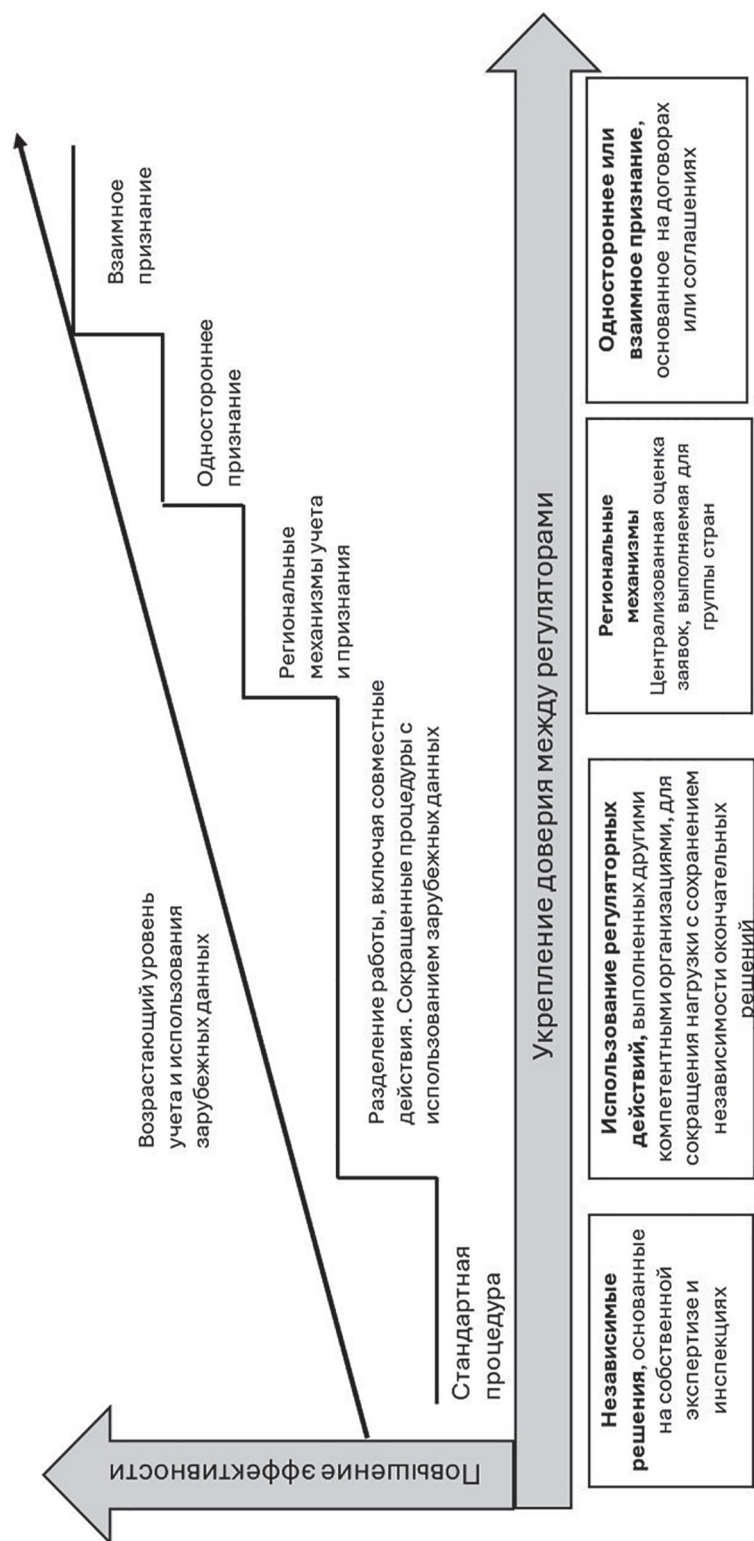 Повышение эффективности
Возрастающий уровень
учета и использования
зарубежных данных
Стандартная
процедура
Разделение работы, включая совместные
действия. Сокращенные процедуры с
использованием зарубежных данных
Региональные
механизмы учета
и признания
Одностороннее
признание
Взаимное
признание
Укрепление доверия между регуляторами
Независимые
решения, основанные
на собственной
экспертизе и
инспекциях
Использование регуляторных
действий, выполненных другими
компетентными организациями, для
сокращения нагрузки с сохранением
независимости окончательных
решений
Региональные
механизмы
Централизованная оценка
заявок, выполняемая для
группы стран
Одностороннее или
взаимное признание,
основанное на договорах
или соглашениях